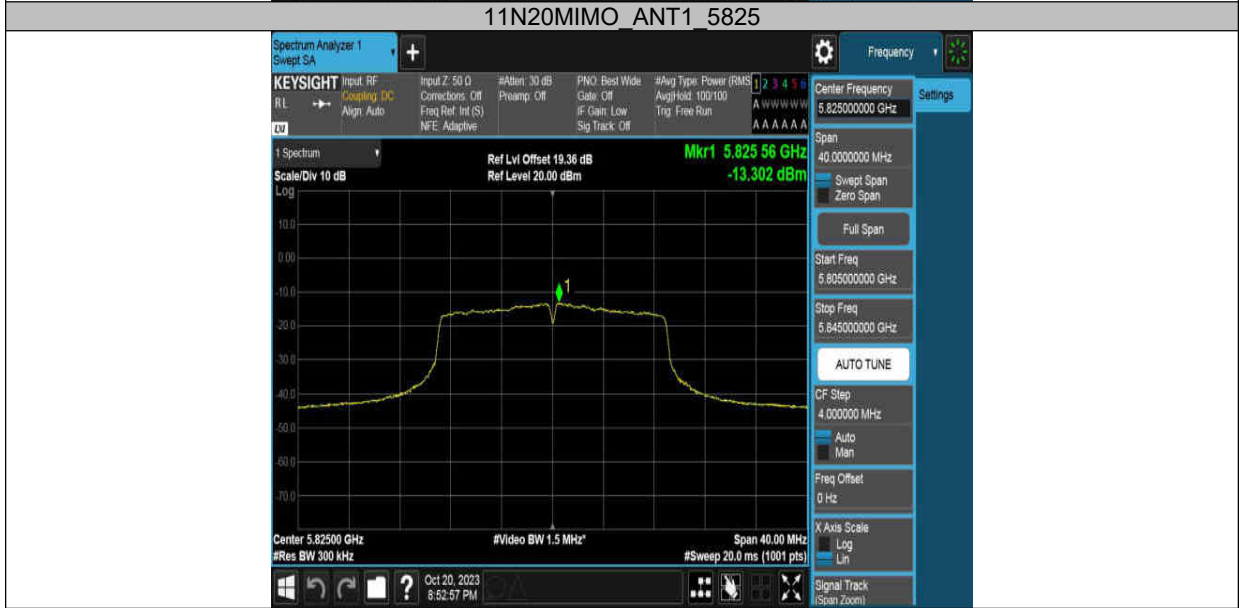 11N20MIMO_ANT1_5825
Spectrum Analyzer 1
Swept SA
Frequency
KEYSIGHT
RL
Input: RF
Coupling: DC
Align: Auto
Input Z: 50 Ω
Corrections: Off
Freq Ref: Int (S)
NFE: Adaptive
#Atten: 30 dB
Preamp: Off
PNO: Best Wide
Gate: Off
IF Gain: Low
Sig Track: Off
#Avg Type: Power (RMS
Avg|Hold: 100/100
Trig: Free Run
1 2 3 4 5 6
A W W W W W
A A A A A A
1 Spectrum
Scale/Div 10 dB
Ref Lvl Offset 19.36 dB
Ref Level 20.00 dBm
Mkr1 5.825 56 GHz
-13.302 dBm
Log
10.0
0.00
-10.0
-20.0
-30.0
-40.0
-50.0
-60.0
-70.0
1
Center 5.82500 GHz
#Res BW 300 kHz
#Video BW 1.5 MHz*
Span 40.00 MHz
#Sweep 20.0 ms (1001 pts)
?
Oct 20, 2023
8:52:57 PM
Center Frequency
5.825000000 GHz
Settings
Span
40.0000000 MHz
Swept Span
Zero Span
Full Span
Start Freq
5.805000000 GHz
Stop Freq
5.845000000 GHz
AUTO TUNE
CF Step
4.000000 MHz
Auto
Man
Freq Offset
0 Hz
X Axis Scale
Log
Lin
Signal Track
(Span Zoom)